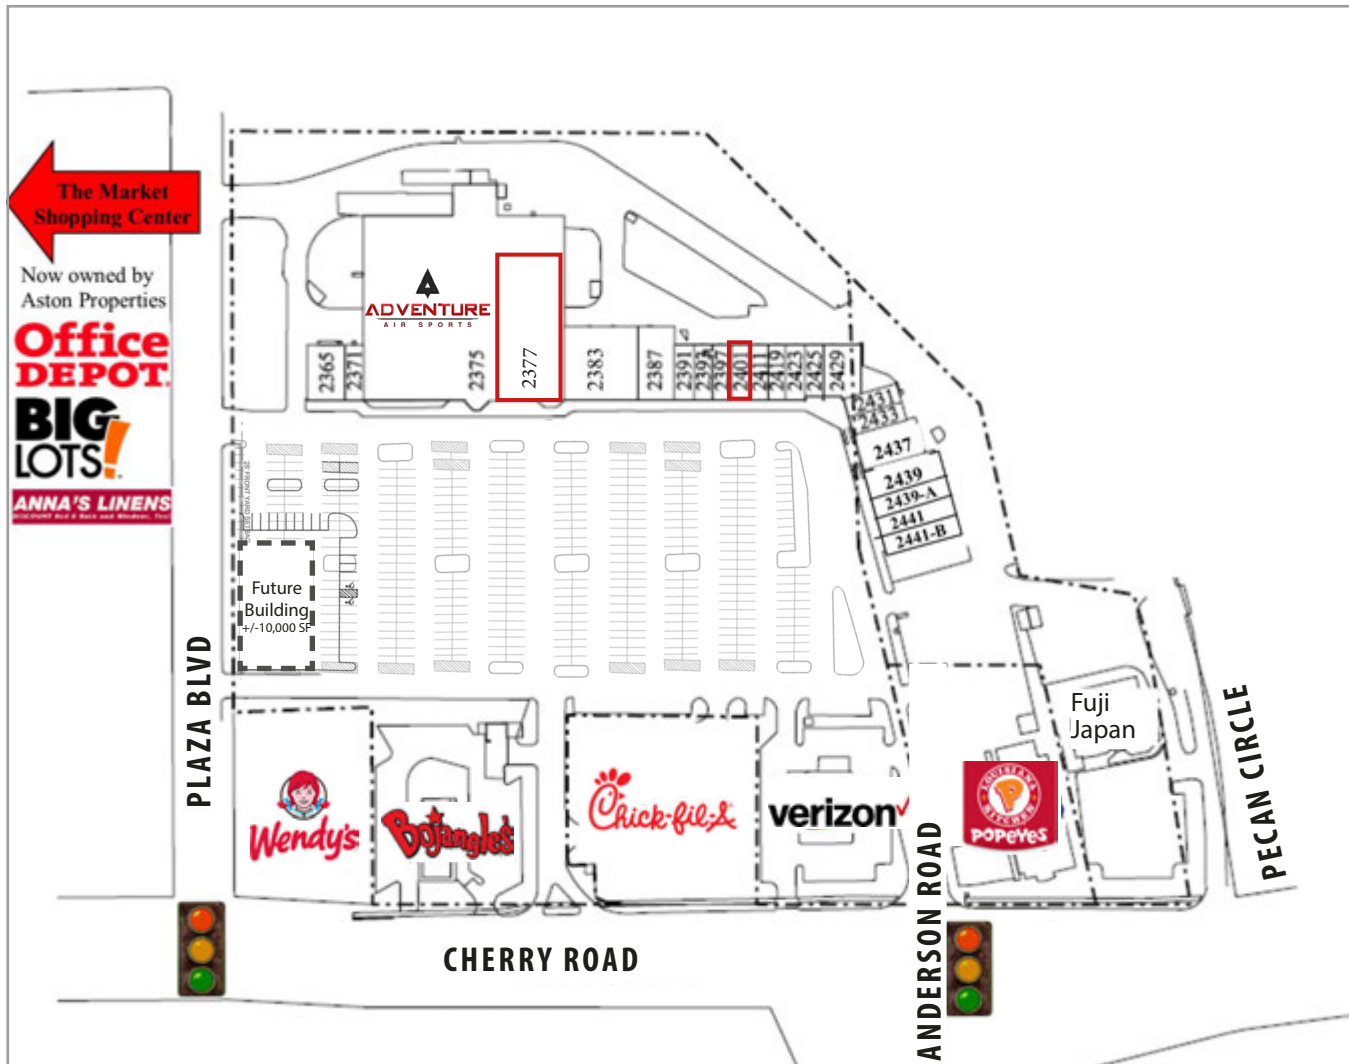 The Market
Shopping Center
Now owned by
Aston Properties
Office
DEPOT.
BIG
LOTS!
ANNA'S LINENS
ADVENTURE
AIR SPORTS
2365
2371
2375
2377
2383
2387
2391
2393
2397
2401
2411
2419
2423
2425
2429
2431
2433
2437
2439
2439-A
2441
2441-B
Future
Building
+/-10,000 SF
PLAZA BLVD
Wendy's
Bojangles'
Chick-fil-A
verizon
LOUISIANA
KITCHEN
POPEYES
Fuji
Japan
PECAN CIRCLE
ANDERSON ROAD
CHERRY ROAD